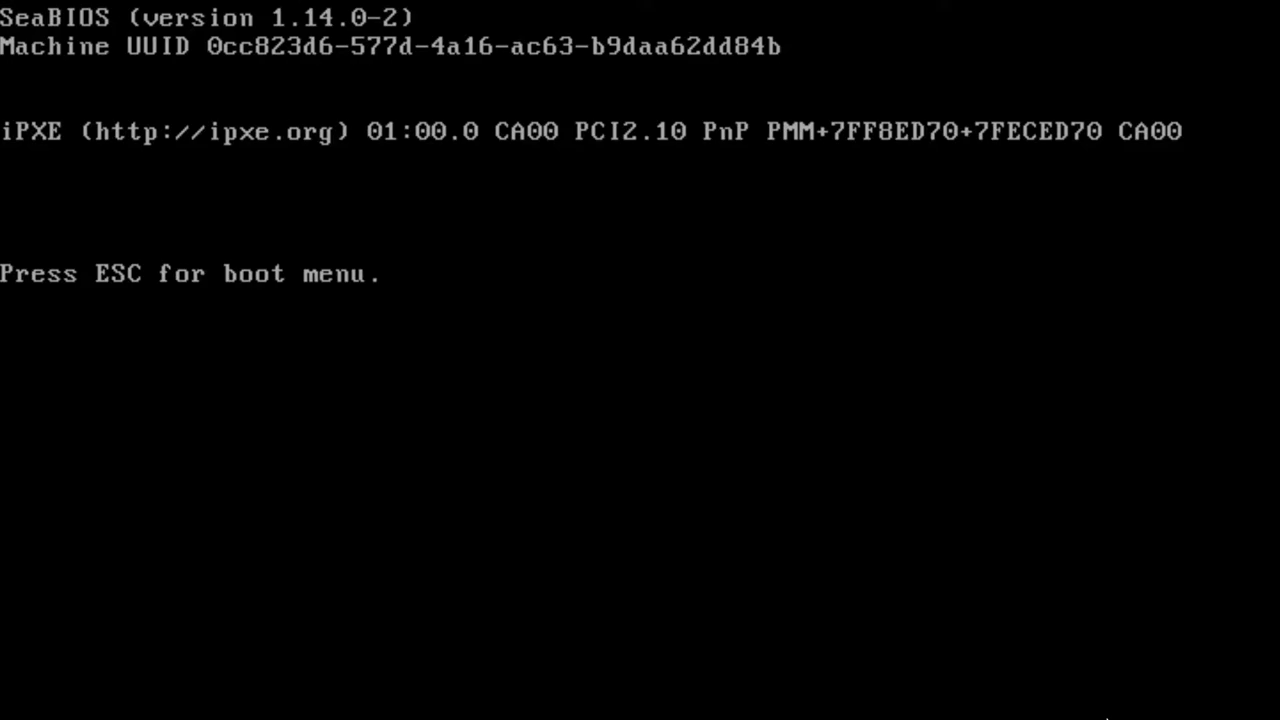 SeaBIOS (version 1.14.0-2)
Machine UUID 0cc823d6-577d-4a16-ac63-b9daa62dd84b
iPXE (http://ipxe.org) 01:00.0 CA00 PCI2.10 PnP PMM+7FF8ED70+7FECED70 CA00
Press ESC for boot menu.